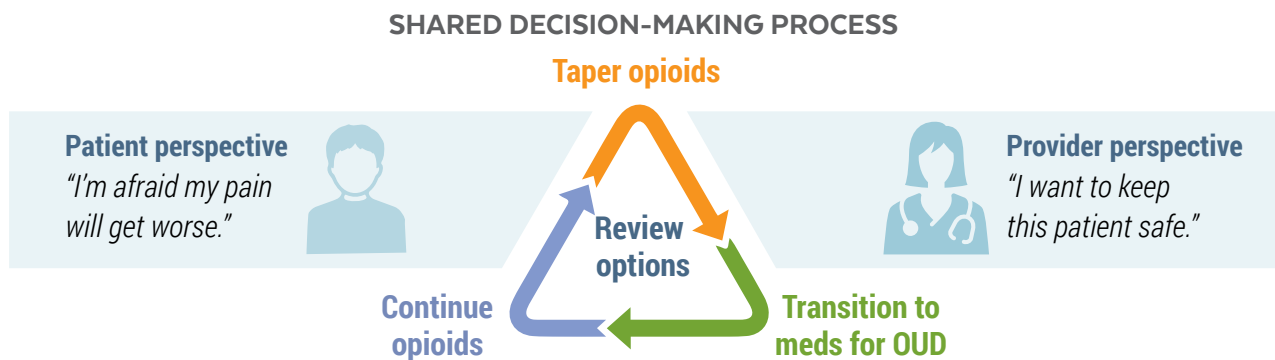 SHARED DECISION-MAKING PROCESS
Taper opioids
Patient perspective
“I’m afraid my pain
will get worse.”
Review
options
Provider perspective
“I want to keep
this patient safe.”
Continue
opioids
Transition to
meds for OUD